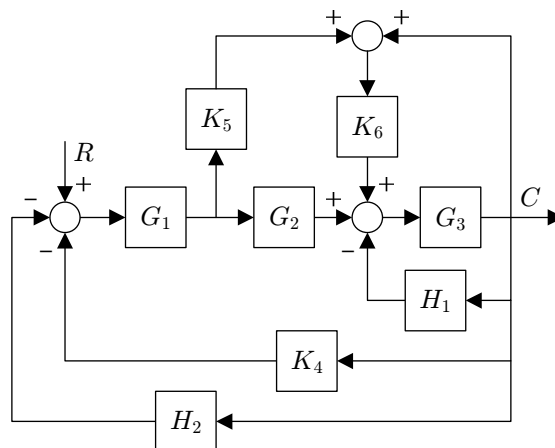 + +
K5
K6
R
+ − + +
G1 G2 G3 C
− −
H1
K4
H2